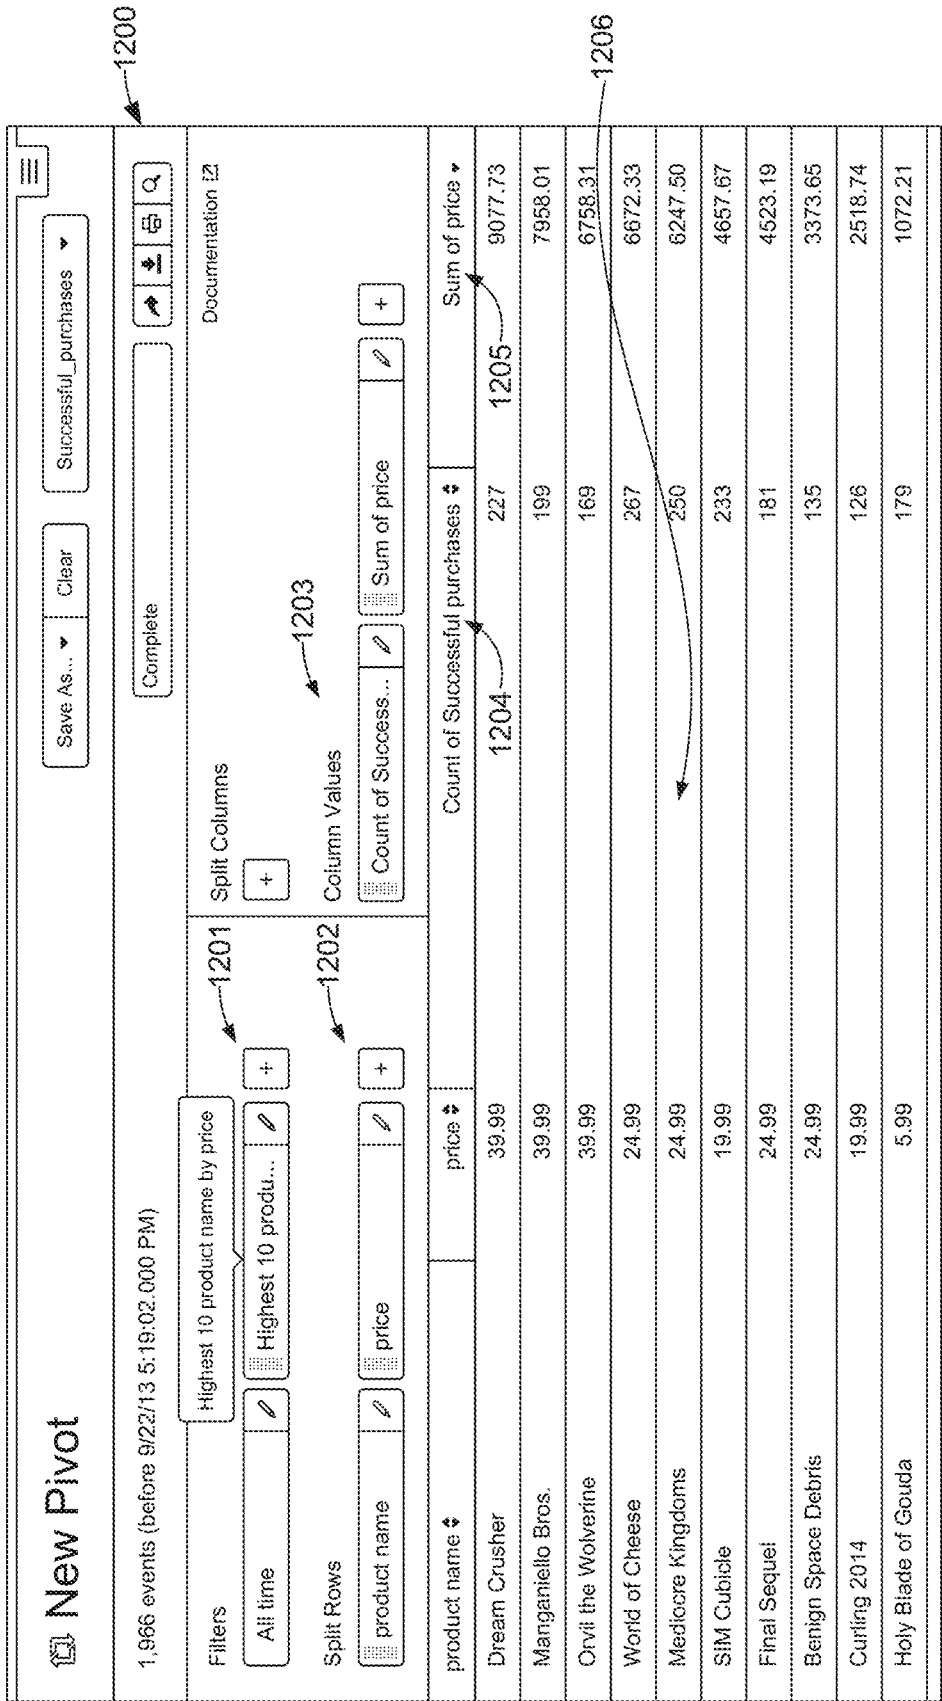 New Pivot
Save As... Clear Successful_purchases
1,966 events (before 9/22/13 5:19:02.000 PM)
Complete
1200
Highest 10 product name by price
Filters
1201
Split Columns
Documentation
All time
Highest 10 produ...
+
+
Split Rows
1202
Column Values
1203
product name
price
+
Count of Success...
Sum of price
+
product name price Count of Successful purchases Sum of price
1204
1205
1206
Dream Crusher 39.99 227 9077.73
Manganiello Bros. 39.99 199 7958.01
Orvil the Wolverine 39.99 169 6758.31
World of Cheese 24.99 267 6672.33
Mediocre Kingdoms 24.99 250 6247.50
SIM Cubicle 19.99 233 4657.67
Final Sequel 24.99 181 4523.19
Benign Space Debris 24.99 135 3373.65
Curling 2014 19.99 126 2518.74
Holy Blade of Gouda 5.99 179 1072.21